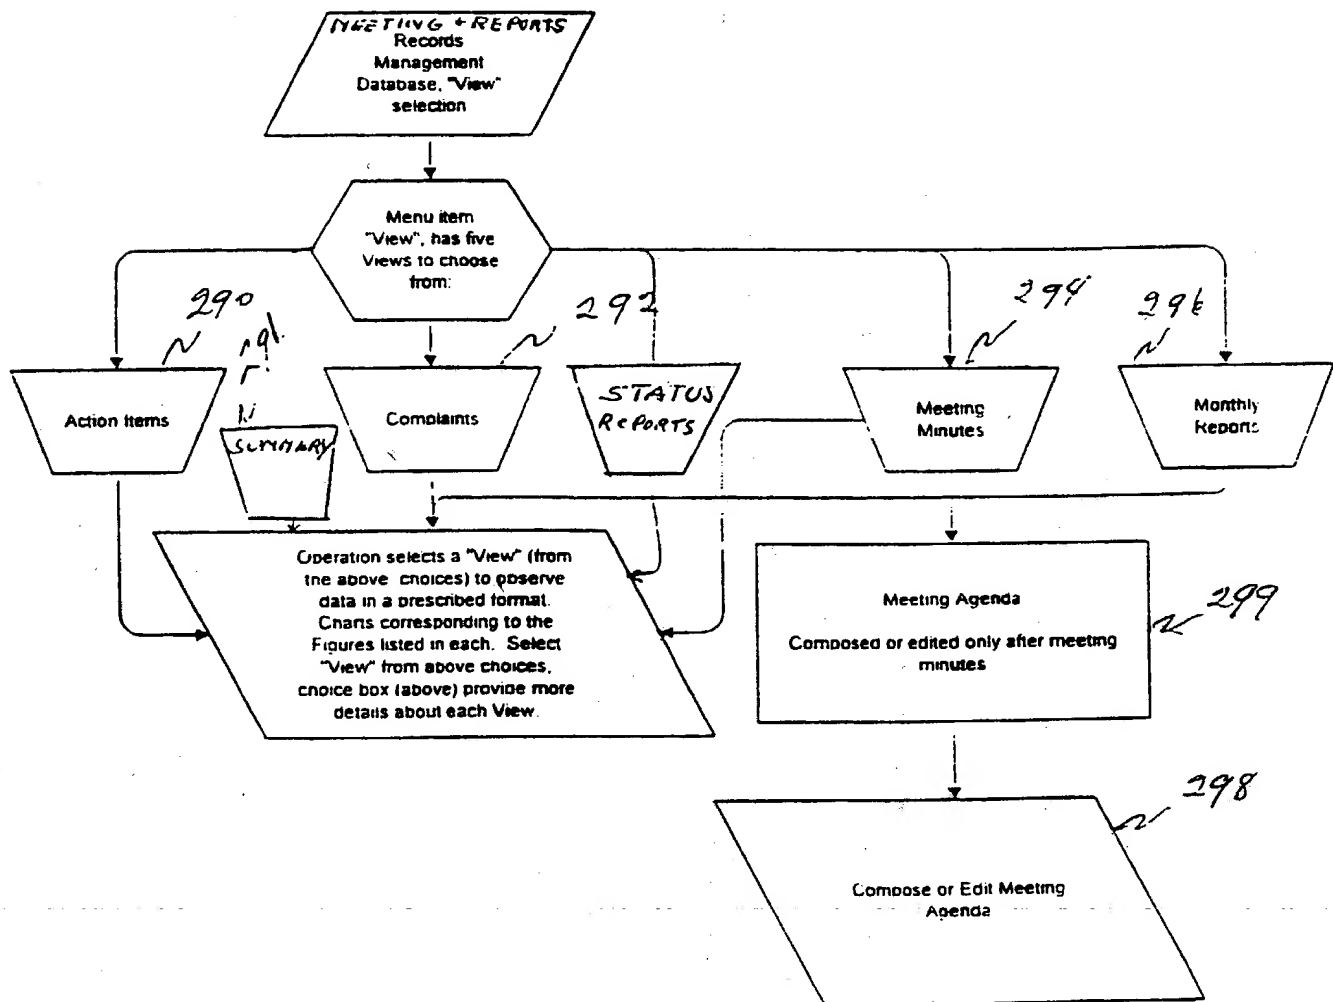 MEETING + REPORTS
Records
Management
Database, "View"
selection
Menu item
"View", has five
Views to choose
from:
290
292
294
296
Action Items
SUMMARY
Complaints
STATUS
REPORTS
Meeting
Minutes
Monthly
Reports
Operation selects a "View" (from
the above choices) to observe
data in a prescribed format.
Charts corresponding to the
Figures listed in each. Select
"View" from above choices,
choice box (above) provide more
details about each View.
Meeting Agenda
Composed or edited only after meeting
minutes
299
298
Compose or Edit Meeting
Agenda